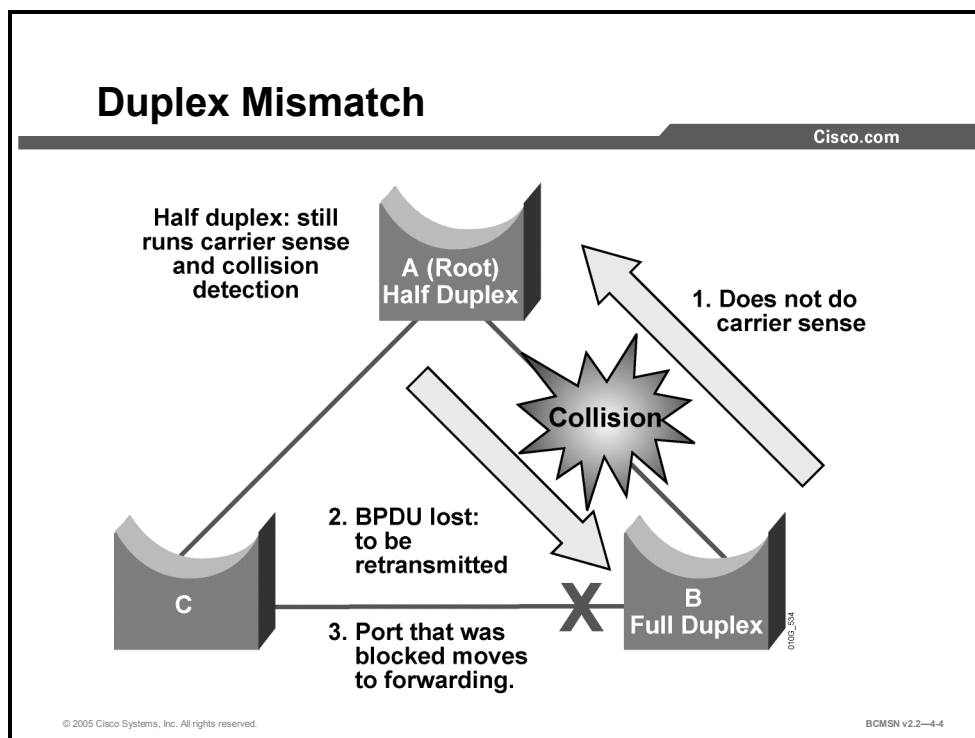 Duplex Mismatch
Cisco.com
Half duplex: still
runs carrier sense
and collision
detection
A (Root)
Half Duplex
1. Does not do
carrier sense
Collision
2. BPDU lost:
to be
retransmitted
C
X
B
Full Duplex
3. Port that was
blocked moves
to forwarding.
010G_534
© 2005 Cisco Systems, Inc. All rights reserved.
BCMSN v2.2—4-4